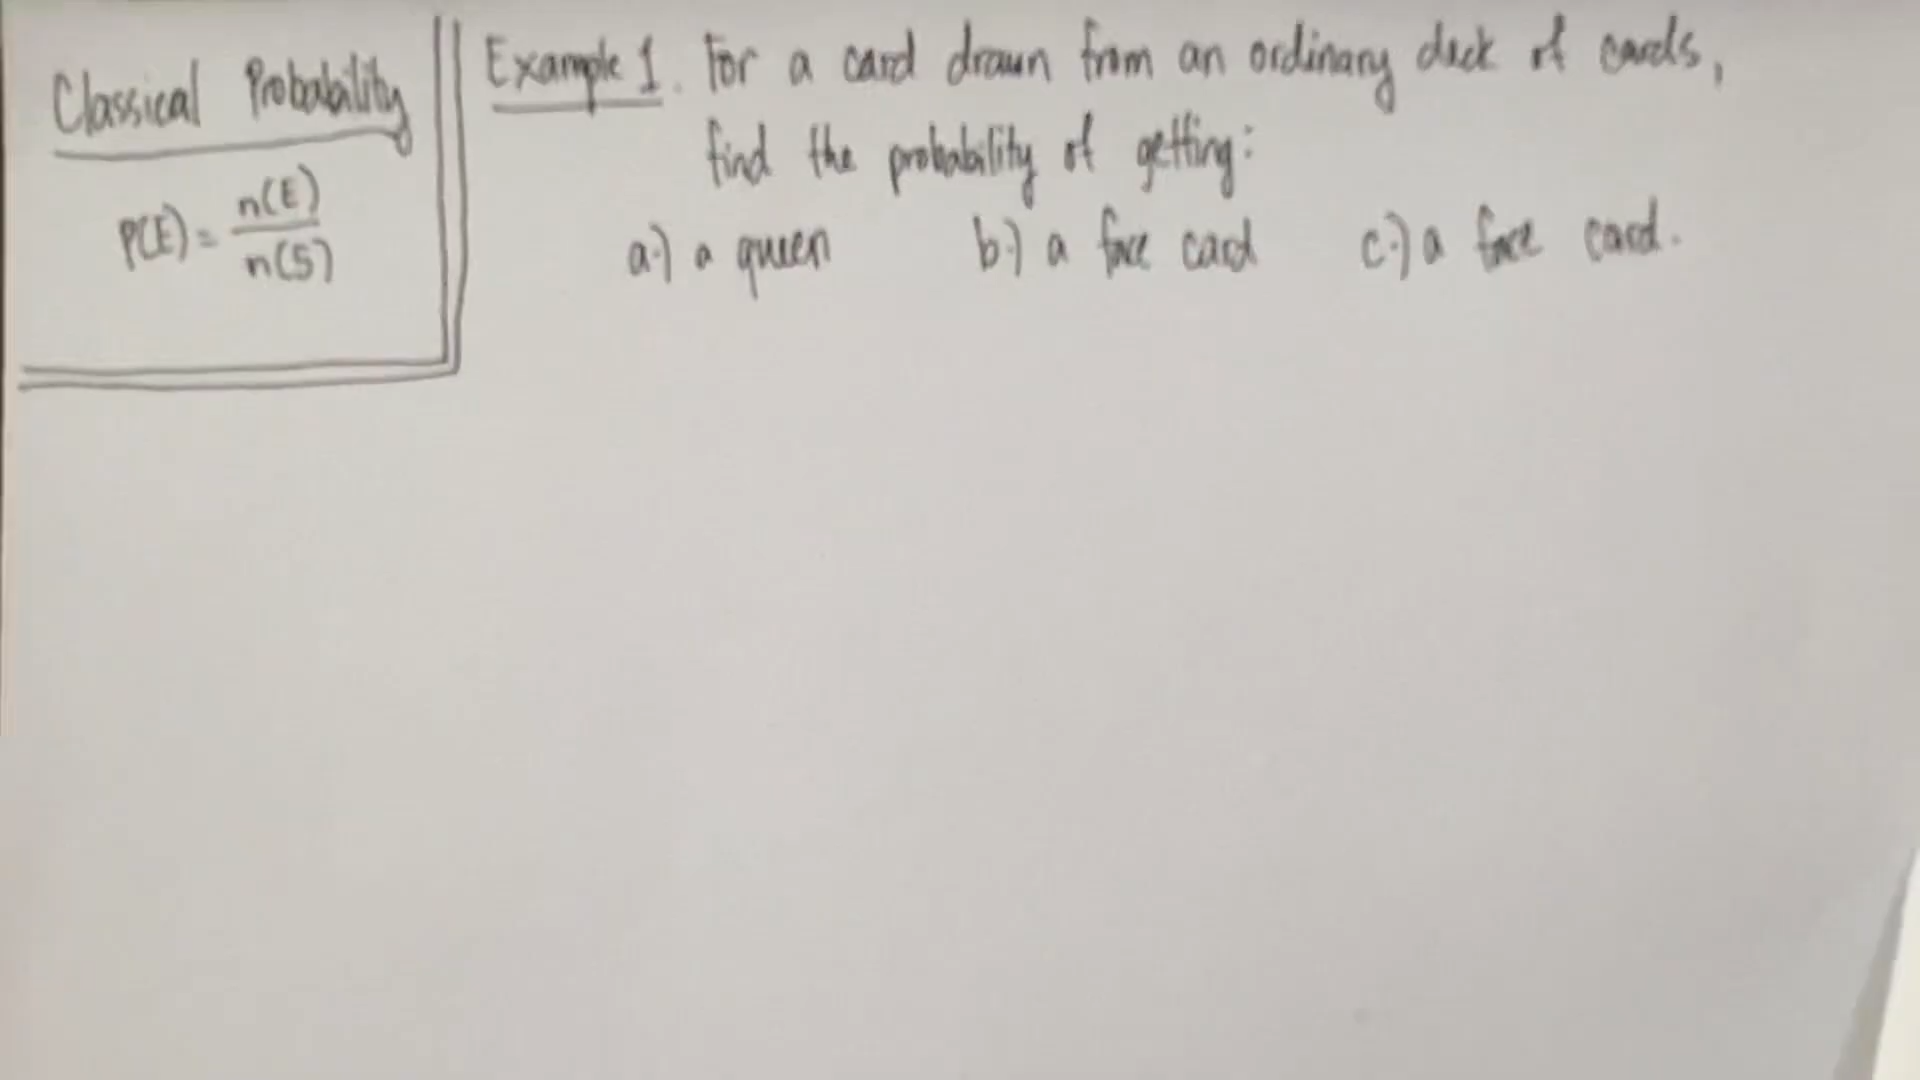 Classical Probability
P(E) = n(E)
n(S)
Example 1. For a card drawn from an ordinary deck of cards,
find the probability of getting:
a.) a queen b.) a face card c.) a face card.